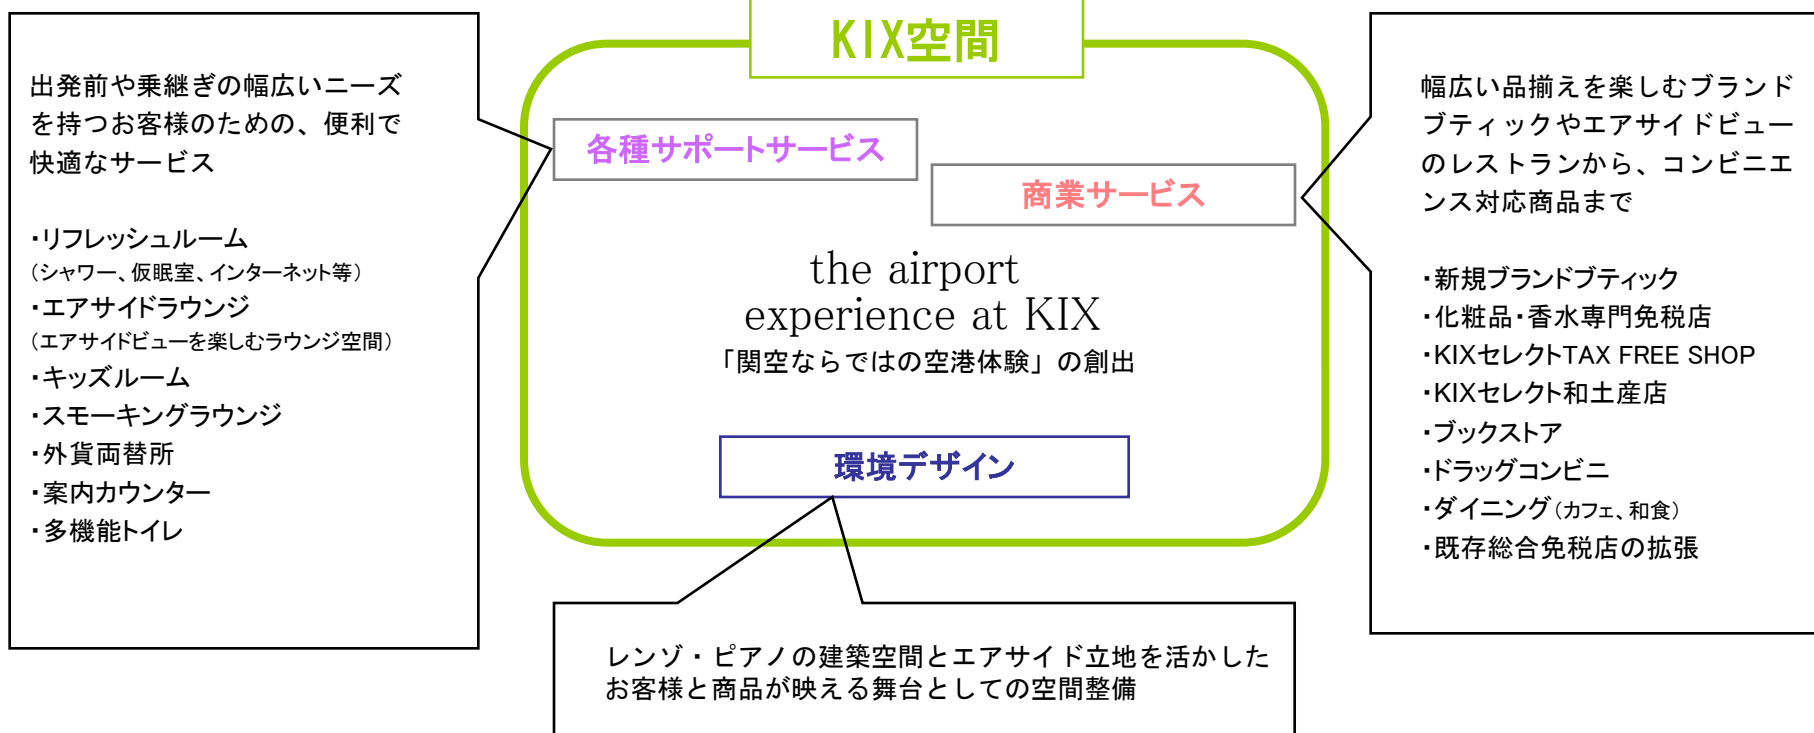 KIX空間
出発前や乗継ぎの幅広いニーズ
を持つお客様のための、便利で
快適なサービス
・リフレッシュルーム
（シャワー、仮眠室、インターネット等）
・エアサイドラウンジ
（エアサイドビューを楽しむラウンジ空間）
・キッズルーム
・スモーキングラウンジ
・外貨両替所
・案内カウンター
・多機能トイレ
各種サポートサービス
商業サービス
the airport
experience at KIX
「関空ならではの空港体験」の創出
環境デザイン
幅広い品揃えを楽しむブランド
ブティックやエアサイドビュー
のレストランから、コンビニエ
ンス対応商品まで
・新規ブランドブティック
・化粧品・香水専門免税店
・KIXセレクトTAX FREE SHOP
・KIXセレクト和土産店
・ブックストア
・ドラッグコンビニ
・ダイニング（カフェ、和食）
・既存総合免税店の拡張
レンゾ・ピアノの建築空間とエアサイド立地を活かした
お客様と商品が映える舞台としての空間整備